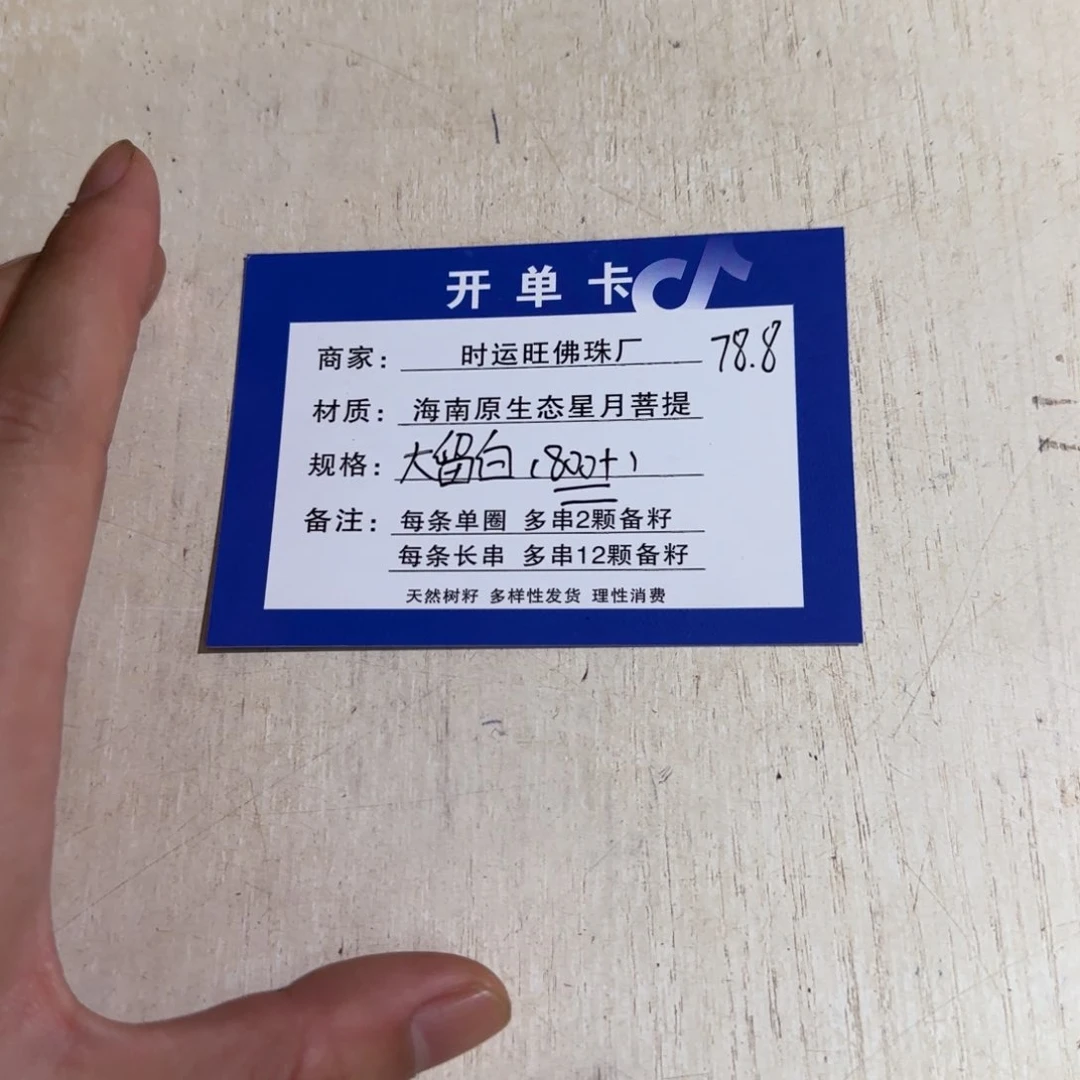 开单卡
商家： 时运旺佛珠厂 78.8
材质： 海南原生态星月菩提
规格： 大留白（800+）
备注： 每条单圈 多串2颗备籽
每条长串 多串12颗备籽
天然树籽 多样性发货 理性消费